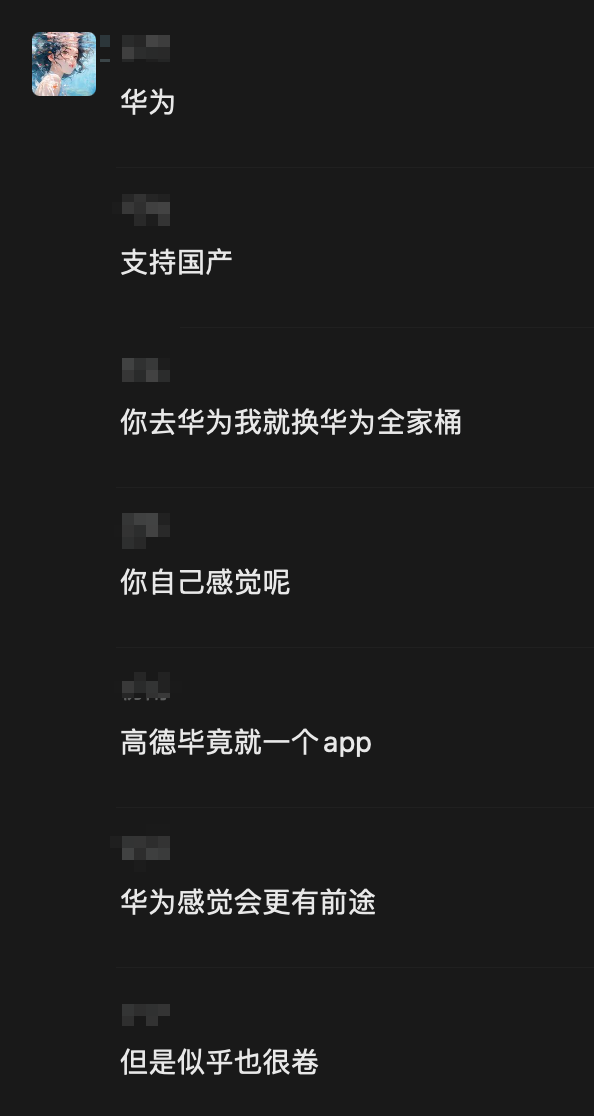 华为
支持国产
你去华为我就换华为全家桶
你自己感觉呢
高德毕竟就一个app
华为感觉会更有前途
但是似乎也很卷